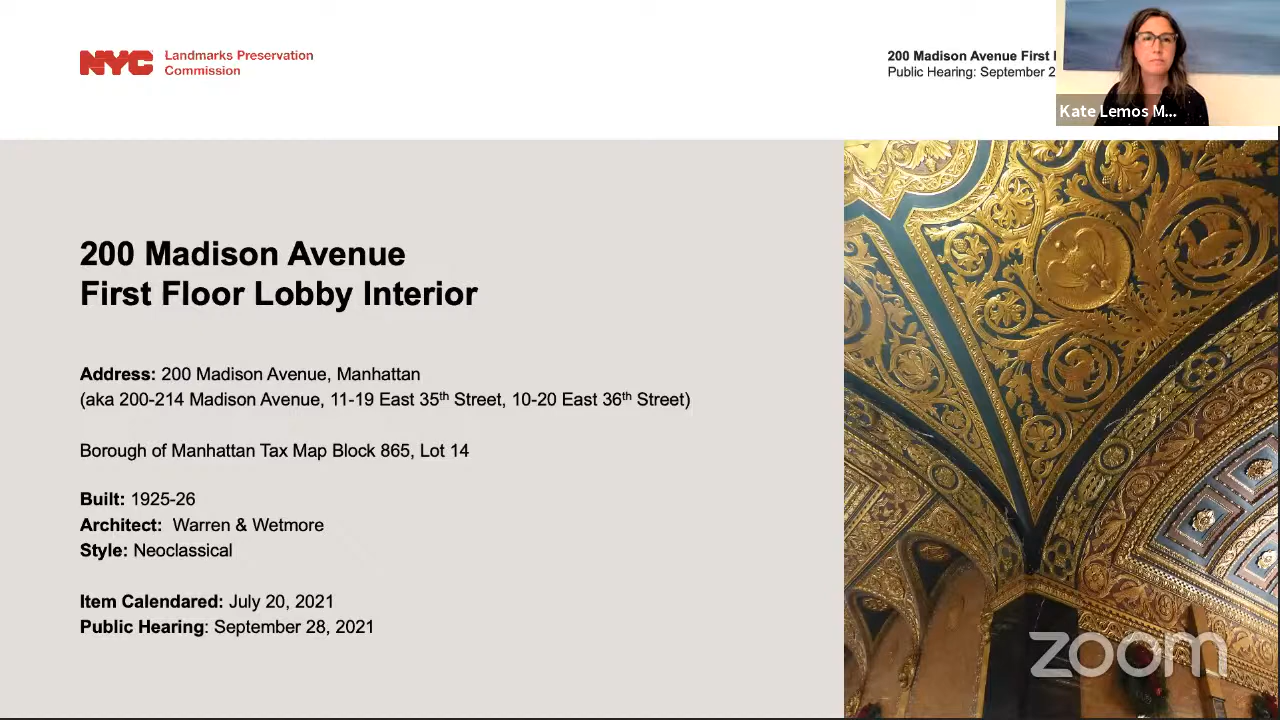 NYC Landmarks Preservation
Commission
200 Madison Avenue First
Public Hearing: September 2
Kate Lemos M...
200 Madison Avenue
First Floor Lobby Interior
Address: 200 Madison Avenue, Manhattan
(aka 200-214 Madison Avenue, 11-19 East 35th Street, 10-20 East 36th Street)
Borough of Manhattan Tax Map Block 865, Lot 14
Built: 1925-26
Architect: Warren & Wetmore
Style: Neoclassical
Item Calendared: July 20, 2021
Public Hearing: September 28, 2021
zoom